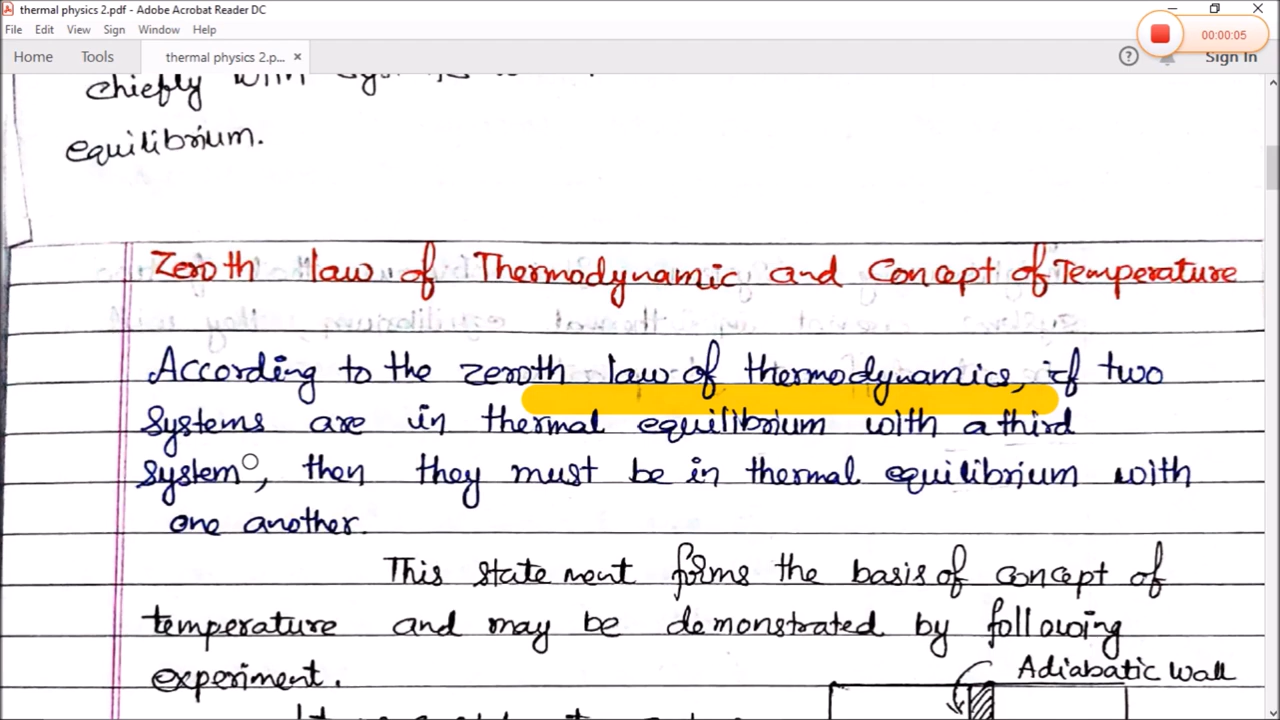 thermal physics 2.pdf - Adobe Acrobat Reader DC
File Edit View Sign Window Help
00:00:05
Home Tools thermal physics 2.p... × Sign In
chiefly with
equilibrium.
Zeroth law of Thermodynamic and Concept of Temperature
According to the zeroth law of thermodynamics, if two
systems are in thermal equilibrium with a third
system, then they must be in thermal equilibrium with
one another.
This statement forms the basis of concept of
temperature and may be demonstrated by following
experiment.
Adiabatic wall